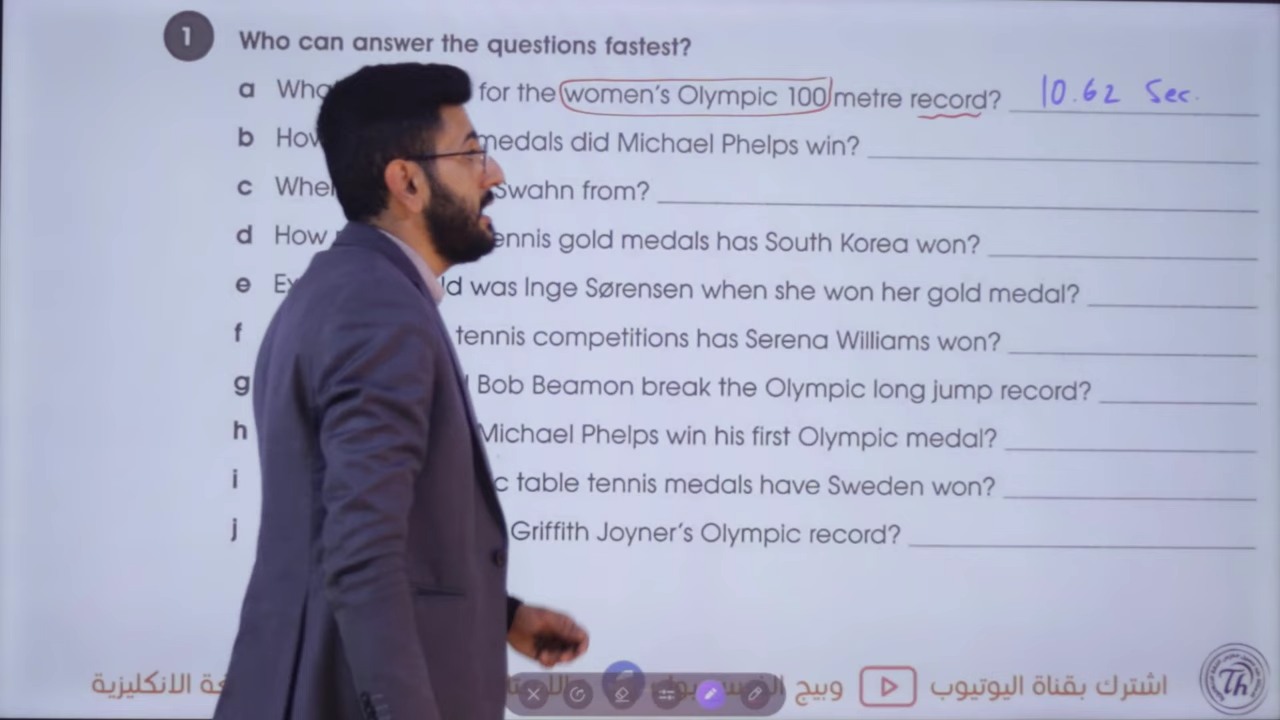 1 Who can answer the questions fastest?
a for the women's Olympic 100 metre record? 10.62 Sec.
b medals did Michael Phelps win?
c Swahn from?
d How tennis gold medals has South Korea won?
e was Inge Sørensen when she won her gold medal?
f tennis competitions has Serena Williams won?
g Bob Beamon break the Olympic long jump record?
h Michael Phelps win his first Olympic medal?
i table tennis medals have Sweden won?
j Griffith Joyner's Olympic record?
اشترك بقناة اليوتيوب وبيج الانكليزية
Th